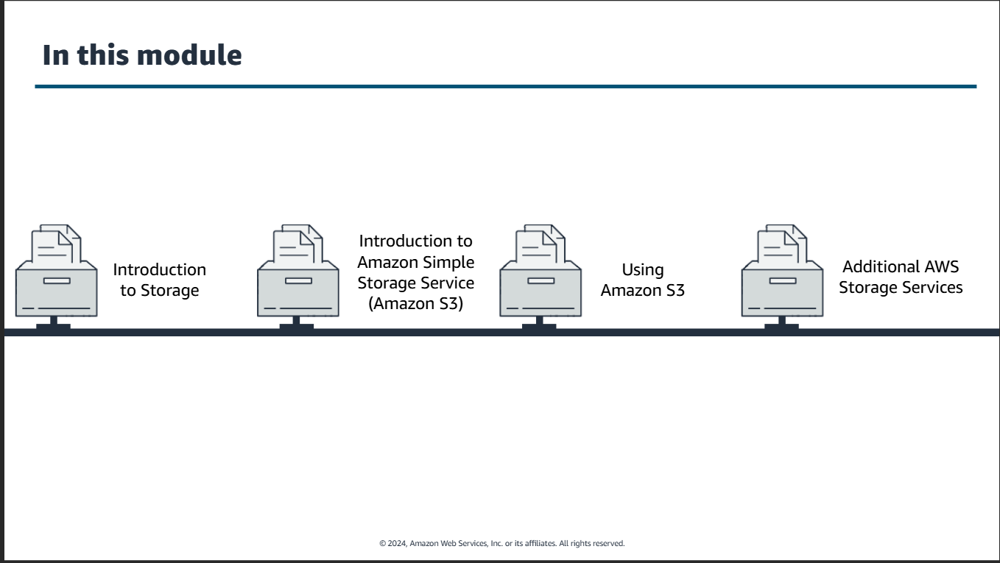 In this module
Introduction
to Storage
Introduction to
Amazon Simple
Storage Service
(Amazon S3)
Using
Amazon S3
Additional AWS
Storage Services
© 2024, Amazon Web Services, Inc. or its affiliates. All rights reserved.